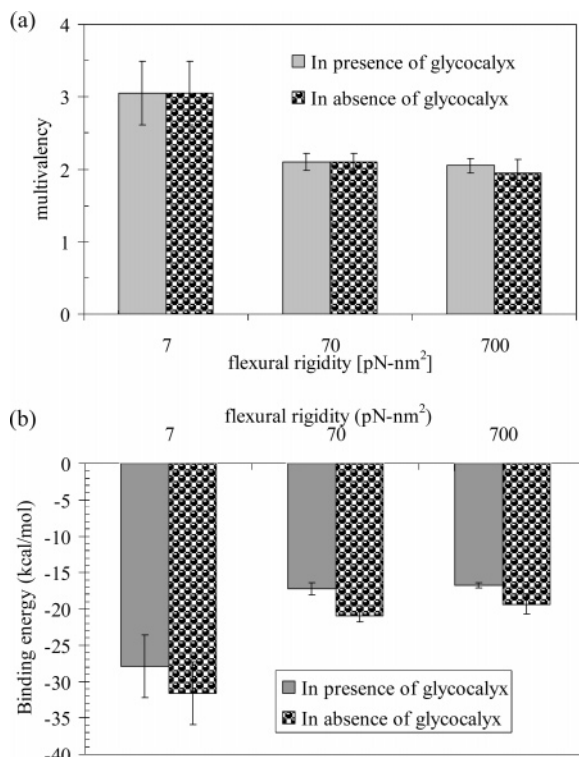 (a)
4
3
2
1
0
multivalency
In presence of glycocalyx
In absence of glycocalyx
7 70 700
flexural rigidity [pN-nm²]
(b)
flexural rigidity (pN-nm²)
7 70 700
0
-5
-10
-15
-20
-25
-30
-35
-40
Binding energy (kcal/mol)
In presence of glycocalyx
In absence of glycocalyx